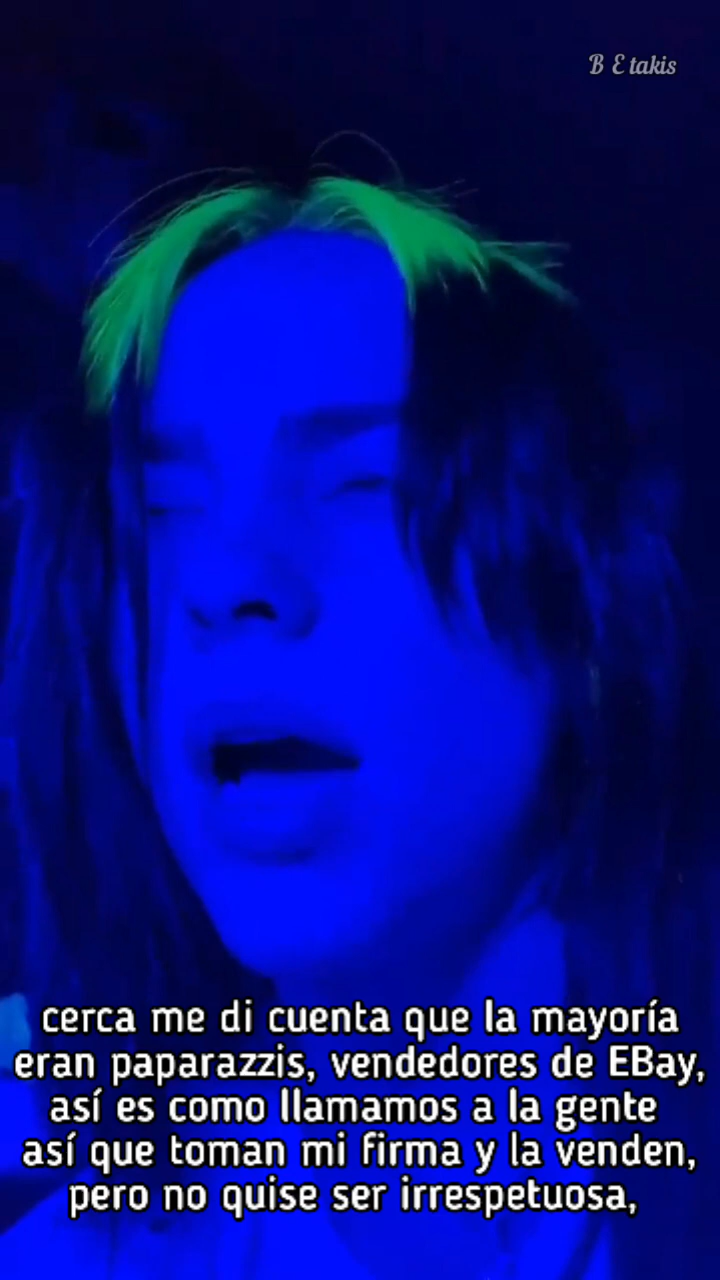 B E takis
cerca me di cuenta que la mayoría
eran paparazzis, vendedores de EBay,
así es como llamamos a la gente
así que toman mi firma y la venden,
pero no quise ser irrespetuosa,